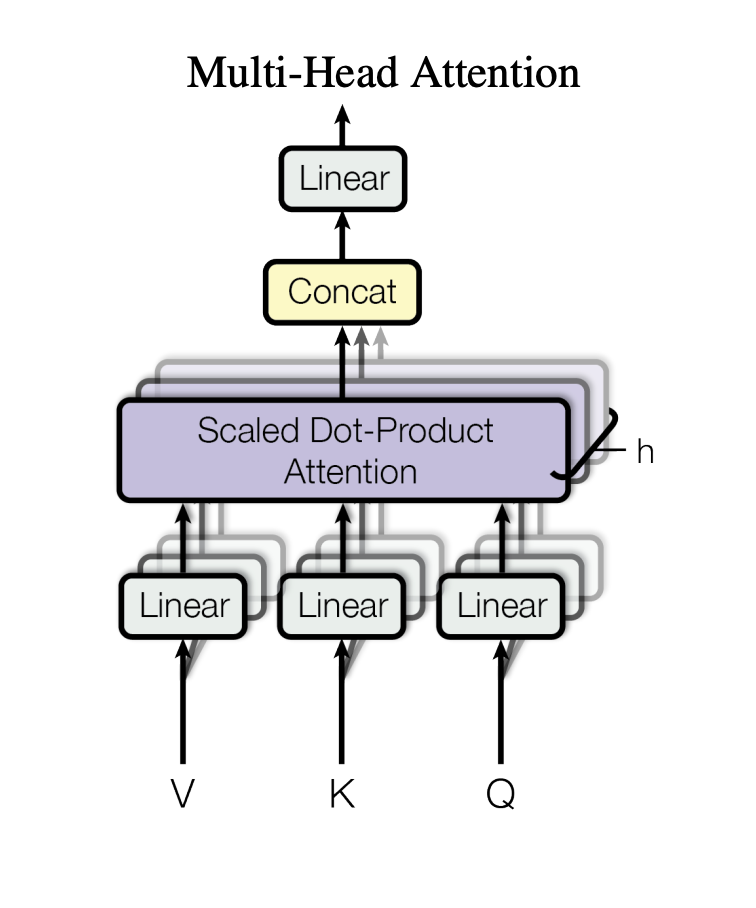 Multi-Head Attention
Linear
Concat
Scaled Dot-Product
Attention
h
Linear Linear Linear
V K Q